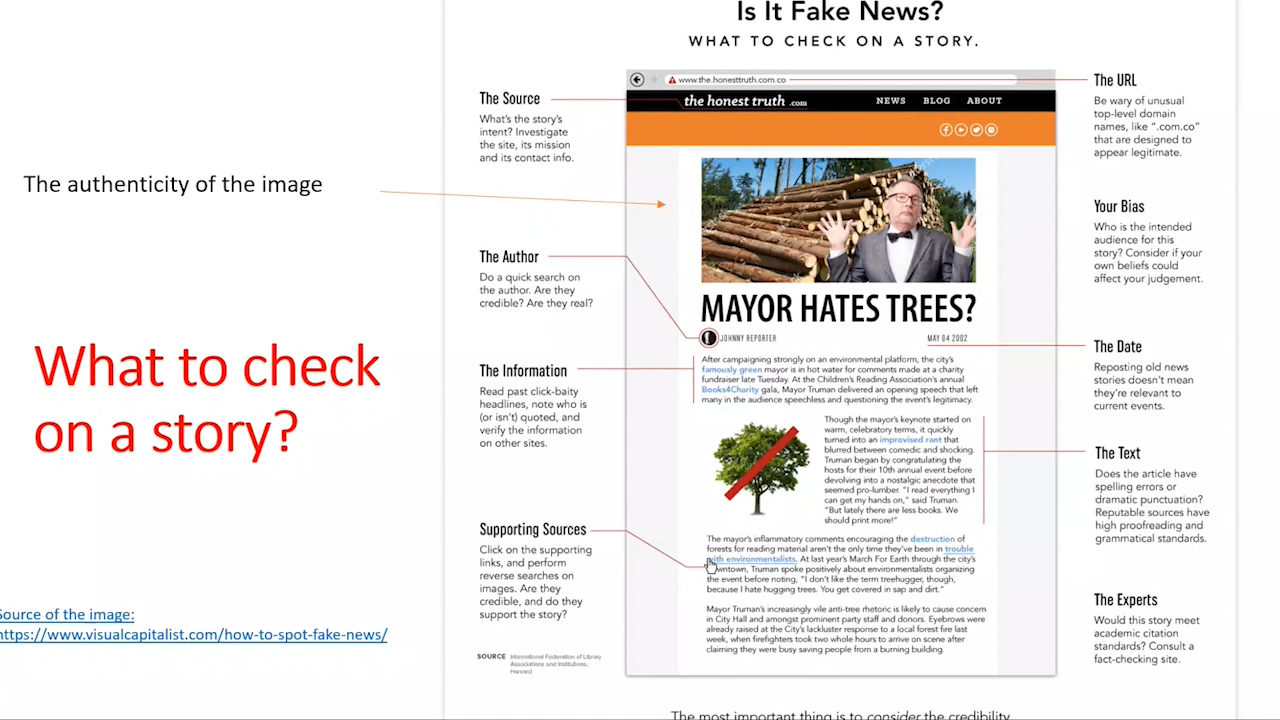 Is It Fake News?
WHAT TO CHECK ON A STORY.
The authenticity of the image
What to check
on a story?
Source of the image:
https://www.visualcapitalist.com/how-to-spot-fake-news/
The Source
What's the story's
intent? Investigate
the site, its mission
and its contact info.
The Author
Do a quick search on
the author. Are they
credible? Are they real?
The Information
Read past click-baity
headlines, note who is
(or isn't) quoted, and
verify the information
on other sites.
Supporting Sources
Click on the supporting
links, and perform
reverse searches on
images. Are they
credible, and do they
support the story?
SOURCE International Federation of Library
Associations and Institutions,
Harvard
www.the.honesttruth.com.co
the honest truth .com
NEWS BLOG ABOUT
MAYOR HATES TREES?
JOHNNY REPORTER MAY 04 2002
After campaigning strongly on an environmental platform, the city's
famously green mayor is in hot water for comments made at a charity
fundraiser late Tuesday. At the Children's Reading Association's annual
Books4Charity gala, Mayor Truman delivered an opening speech that left
many in the audience speechless and questioning the event's legitimacy.
Though the mayor's keynote started on
warm, celebratory terms, it quickly
turned into an improvised rant that
blurred between comedic and shocking.
Truman began by congratulating the
hosts for their 10th annual event before
devolving into a nostalgic anecdote that
seemed pro-lumber. "I read everything I
can get my hands on," said Truman.
"But lately there are less books. We
should print more!"
The mayor's inflammatory comments encouraging the destruction of
forests for reading material aren't the only time they've been in trouble
with environmentalists. At last year's March For Earth through the city's
downtown, Truman spoke positively about environmentalists organizing
the event before noting, "I don't like the term treehugger, though,
because I hate hugging trees. You get covered in sap and dirt."
Mayor Truman's increasingly vile anti-tree rhetoric is likely to cause concern
in City Hall and amongst prominent party staff and donors. Eyebrows were
already raised at the City's lackluster response to a local forest fire last
week, when firefighters took two whole hours to arrive on scene after
claiming they were busy saving people from a burning building.
The URL
Be wary of unusual
top-level domain
names, like ".com.co"
that are designed to
appear legitimate.
Your Bias
Who is the intended
audience for this
story? Consider if your
own beliefs could
affect your judgement.
The Date
Reposting old news
stories doesn't mean
they're relevant to
current events.
The Text
Does the article have
spelling errors or
dramatic punctuation?
Reputable sources have
high proofreading and
grammatical standards.
The Experts
Would this story meet
academic citation
standards? Consult a
fact-checking site.
The most important thing is to consider the credibility